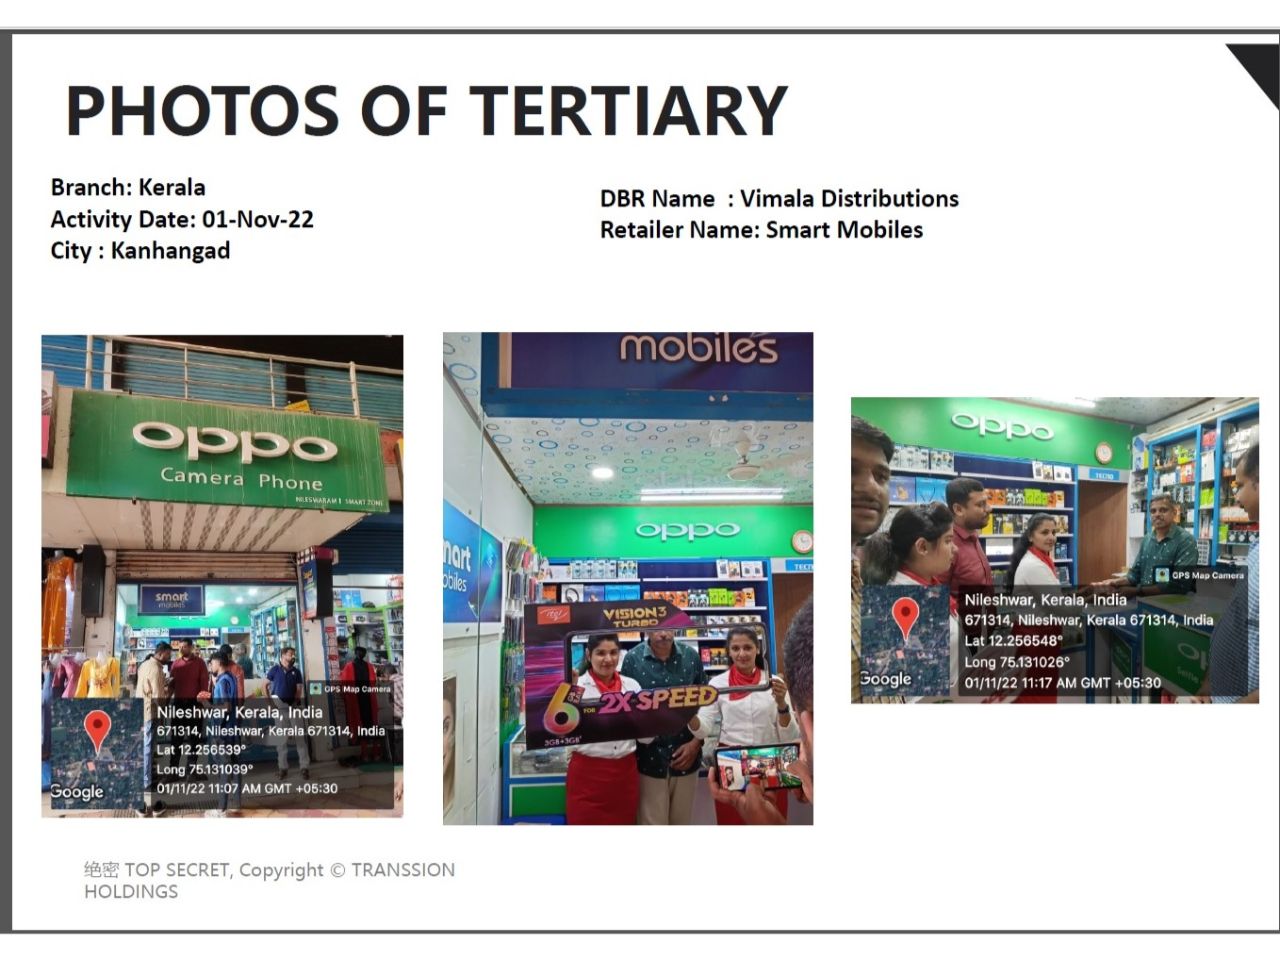 PHOTOS OF TERTIARY
Branch: Kerala
Activity Date: 01-Nov-22
City : Kanhangad
DBR Name  : Vimala Distributions
Retailer Name: Smart Mobiles
oppo
Camera Phone
NILESWARAM 1 SMART ZONE
smart
mobiles
GPS Map Camera
Nileshwar, Kerala, India
671314, Nileshwar, Kerala 671314, India
Lat 12.256539°
Long 75.131039°
01/11/22 11:07 AM GMT +05:30
Google
mobiles
oppo
TECN
mart
obiles
itel
VISION3
TURBO
6
FOR 2X SPEED
3GB+3GB
oppo
TECNO
GPS Map Camera
Nileshwar, Kerala, India
671314, Nileshwar, Kerala 671314, India
Lat 12.256548°
Long 75.131026°
01/11/22 11:17 AM GMT +05:30
Google
Selfie
绝密 TOP SECRET, Copyright © TRANSSION
HOLDINGS